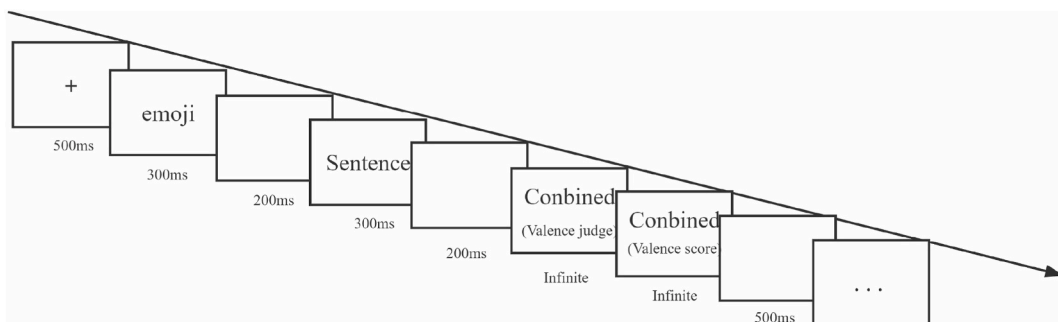 +
500ms
emoji
300ms
200ms
Sentence
300ms
200ms
Conbined
(Valence judge)
Infinite
Conbined
(Valence score)
Infinite
500ms
...